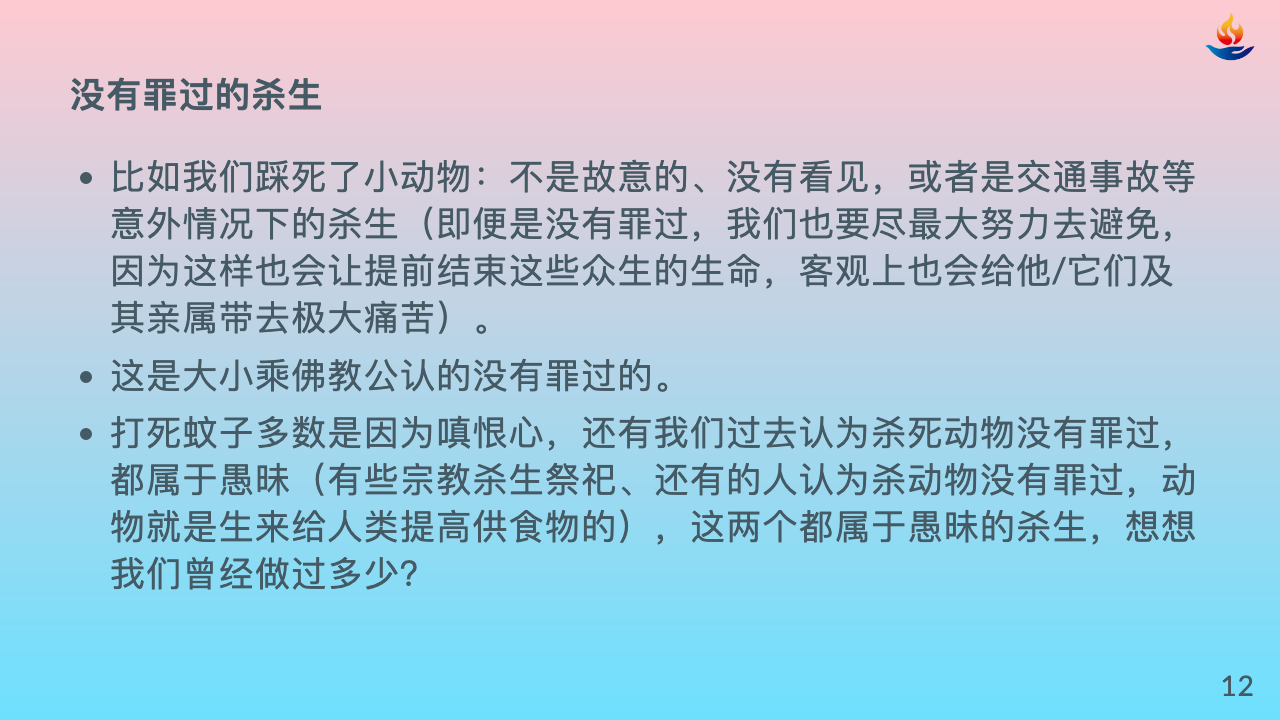 没有罪过的杀生
• 比如我们踩死了小动物：不是故意的、没有看见，或者是交通事故等
意外情况下的杀生（即便是没有罪过，我们也要尽最大努力去避免，
因为这样也会让提前结束这些众生的生命，客观上也会给他/它们及
其亲属带去极大痛苦）。
• 这是大小乘佛教公认的没有罪过的。
• 打死蚊子多数是因为嗔恨心，还有我们过去认为杀死动物没有罪过，
都属于愚昧（有些宗教杀生祭祀、还有的人认为杀动物没有罪过，动
物就是生来给人类提高供食物的），这两个都属于愚昧的杀生，想想
我们曾经做过多少？
12